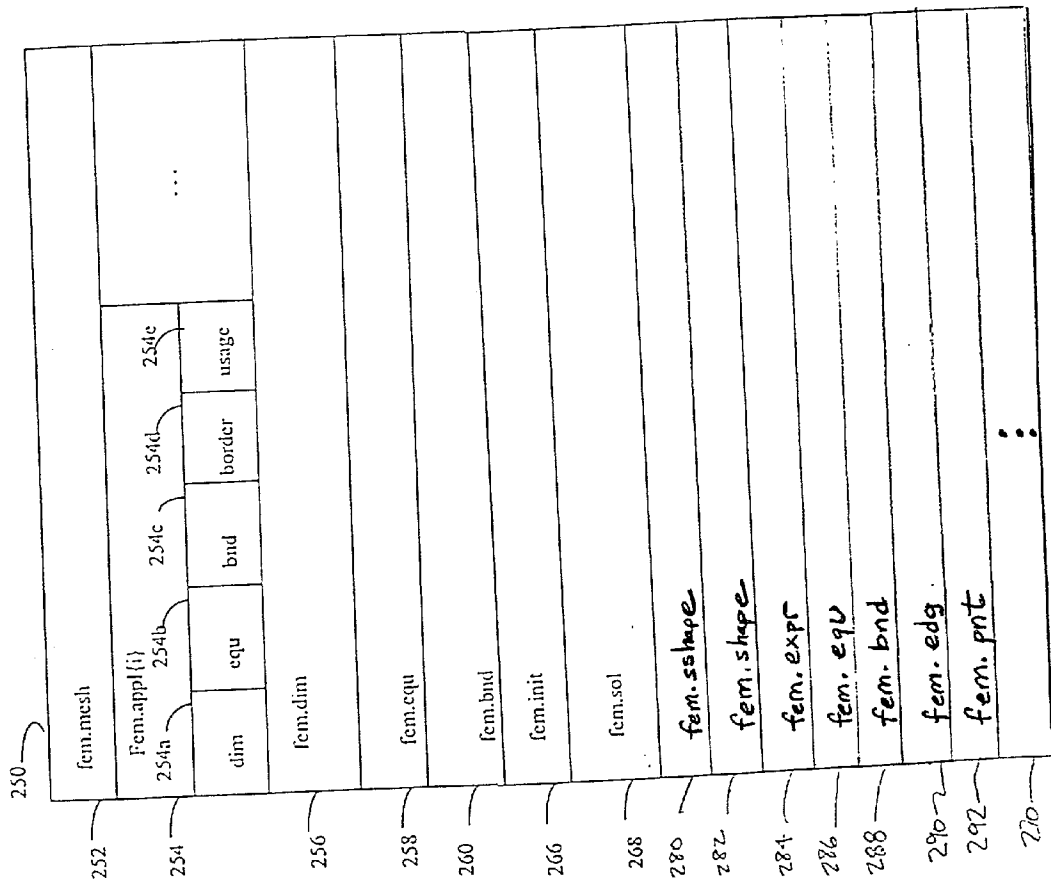 250
252 fem.mesh
Fem.appl{i}
254a 254b 254c 254d 254e
254 dim equ bnd border usage ...
256 fem.dim
258 fem.equ
260 fem.bnd
266 fem.init
268 fem.sol
280 fem.sshape
282 fem.shape
284 fem.expr
286 fem.equ
288 fem.bnd
290 fem.edg
292 fem.pnt